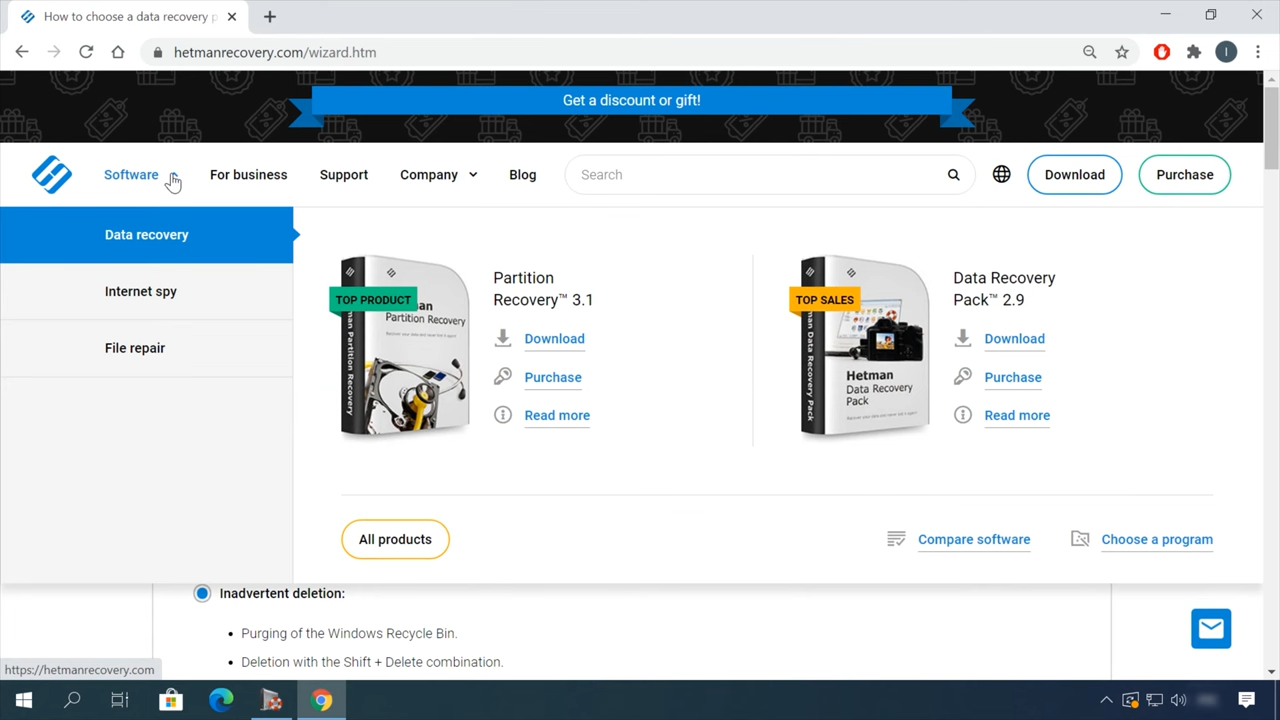 How to choose a data recovery p
hetmanrecovery.com/wizard.htm
I
Get a discount or gift!
Software
For business
Support
Company
Blog
Search
Download
Purchase
Data recovery
Internet spy
File repair
TOP PRODUCT
Partition Recovery
Hetman Partition Recovery
Partition
Recovery™ 3.1
Download
Purchase
Read more
TOP SALES
Hetman
Data Recovery
Pack
Data Recovery
Pack™ 2.9
Download
Purchase
Read more
All products
Compare software
Choose a program
Inadvertent deletion:
• Purging of the Windows Recycle Bin.
• Deletion with the Shift + Delete combination.
https://hetmanrecovery.com